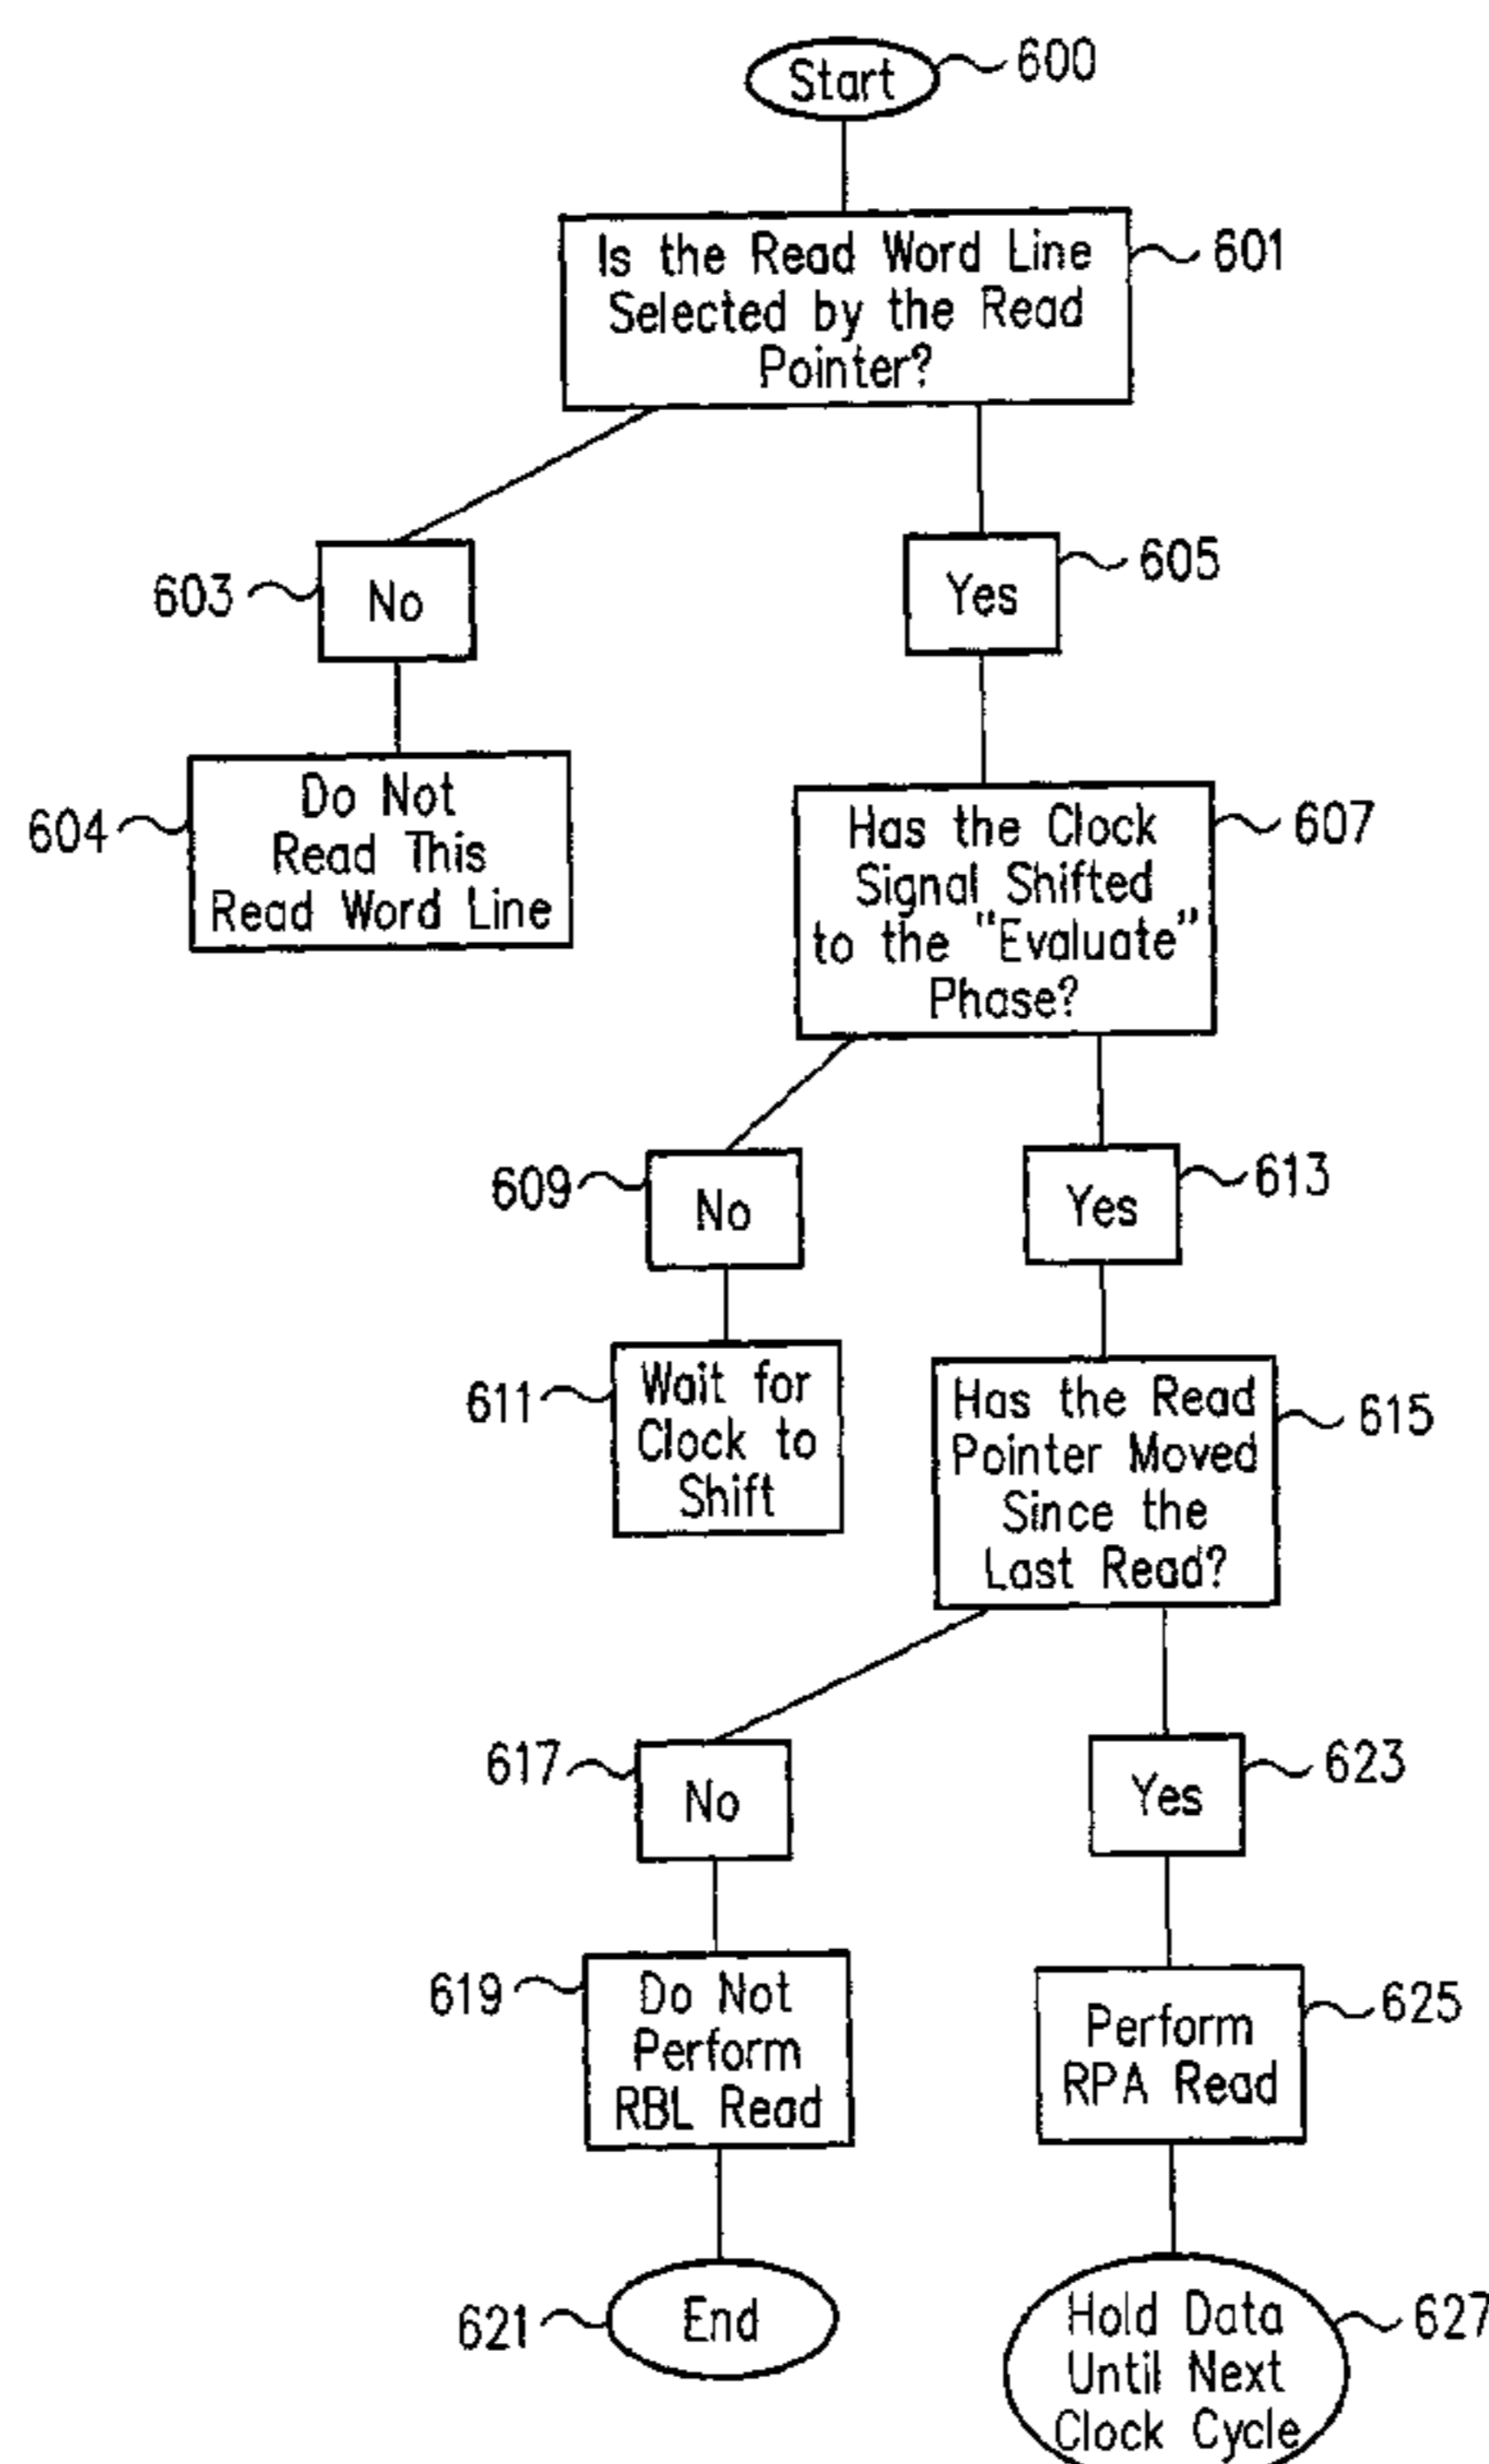 Start
600
Is the Read Word Line
Selected by the Read
Pointer?
601
603
No
Yes
605
604
Do Not
Read This
Read Word Line
Has the Clock
Signal Shifted
to the "Evaluate"
Phase?
607
609
No
Yes
613
611
Wait for
Clock to
Shift
Has the Read
Pointer Moved
Since the
Last Read?
615
617
No
Yes
623
619
Do Not
Perform
RBL Read
Perform
RPA Read
625
621
End
Hold Data
Until Next
Clock Cycle
627